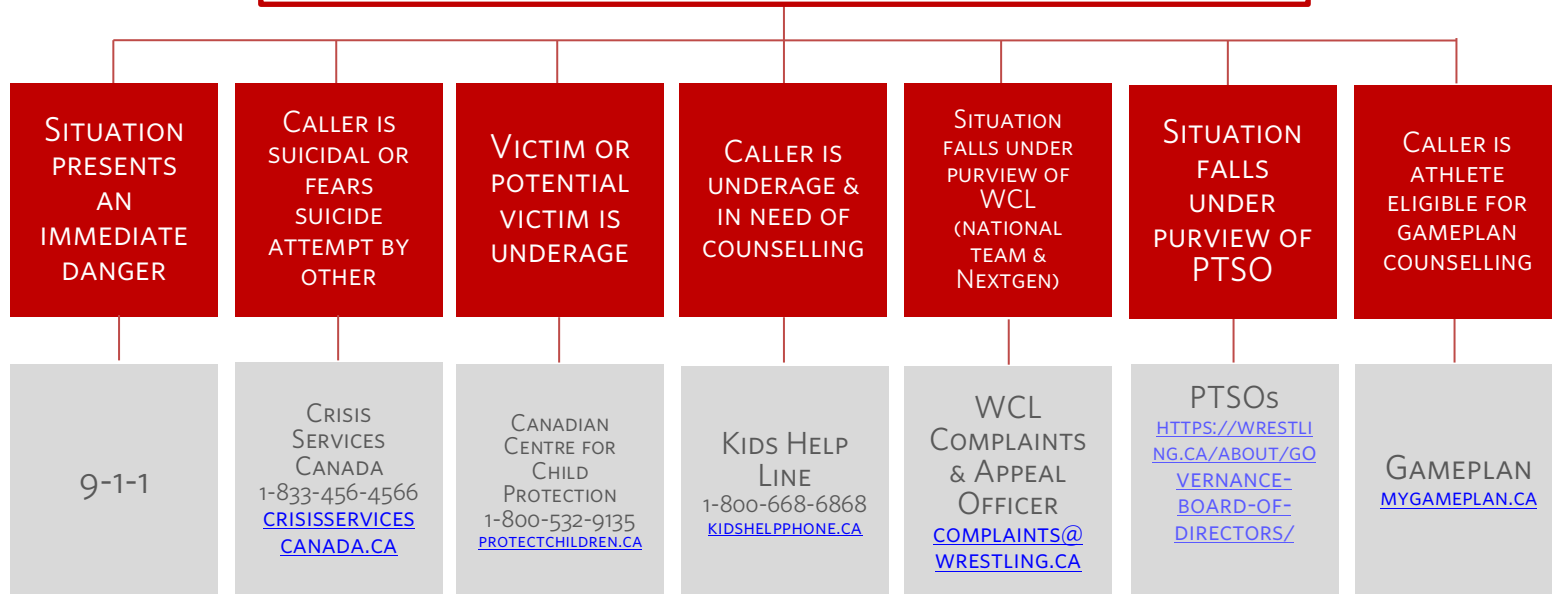 Situation
presents
an
immediate
danger
Caller is
suicidal or
fears
suicide
attempt by
other
Victim or
potential
victim is
underage
Caller is
underage &
in need of
counselling
Situation
falls under
purview of
WCL
(national
team &
Nextgen)
Situation
falls
under
purview of
PTSO
Caller is
athlete
eligible for
gameplan
counselling
9-1-1
Crisis
Services
Canada
1-833-456-4566
crisisservices
canada.ca
Canadian
Centre for
Child
Protection
1-800-532-9135
protectchildren.ca
Kids Help
Line
1-800-668-6868
kidshelpphone.ca
WCL
Complaints
& Appeal
Officer
complaints@
wrestling.ca
PTSOs
https://wrestli
ng.ca/about/go
vernance-
board-of-
directors/
Gameplan
mygameplan.ca